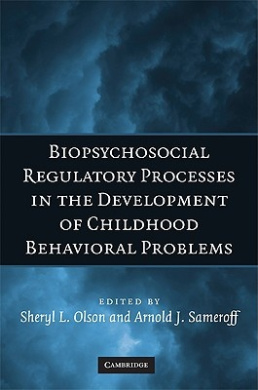 Biopsychosocial
Regulatory Processes
in the Development
of Childhood
Behavioral Problems
EDITED BY
Sheryl L. Olson and Arnold J. Sameroff
CAMBRIDGE